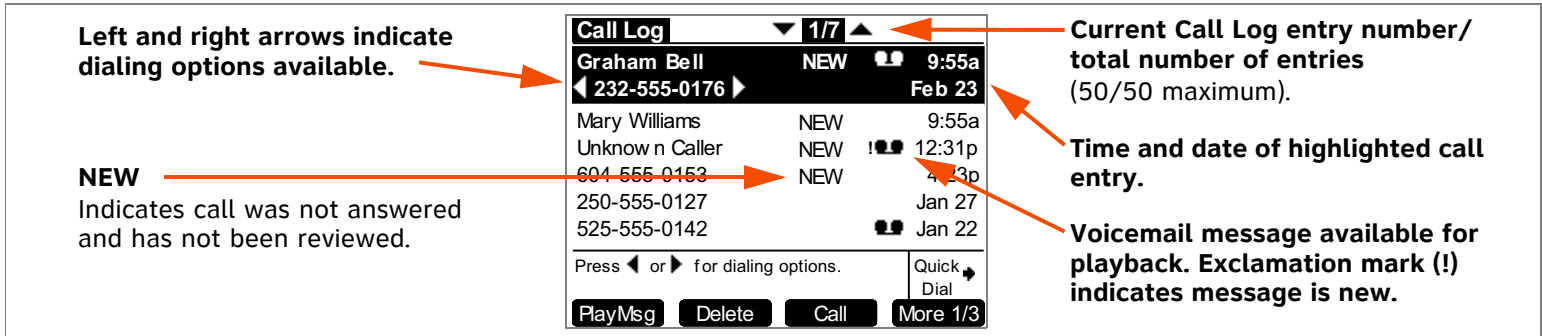 Left and right arrows indicate
dialing options available.
NEW
Indicates call was not answered
and has not been reviewed.
Call Log 1/7
Graham Bell NEW 9:55a
232-555-0176 Feb 23
Mary Williams NEW 9:55a
Unknown Caller NEW ! 12:31p
604-555-0153 NEW 4:23p
250-555-0127 Jan 27
525-555-0142 Jan 22
Press or for dialing options.
Quick
Dial
PlayMsg Delete Call More 1/3
Current Call Log entry number/
total number of entries
(50/50 maximum).
Time and date of highlighted call
entry.
Voicemail message available for
playback. Exclamation mark (!)
indicates message is new.